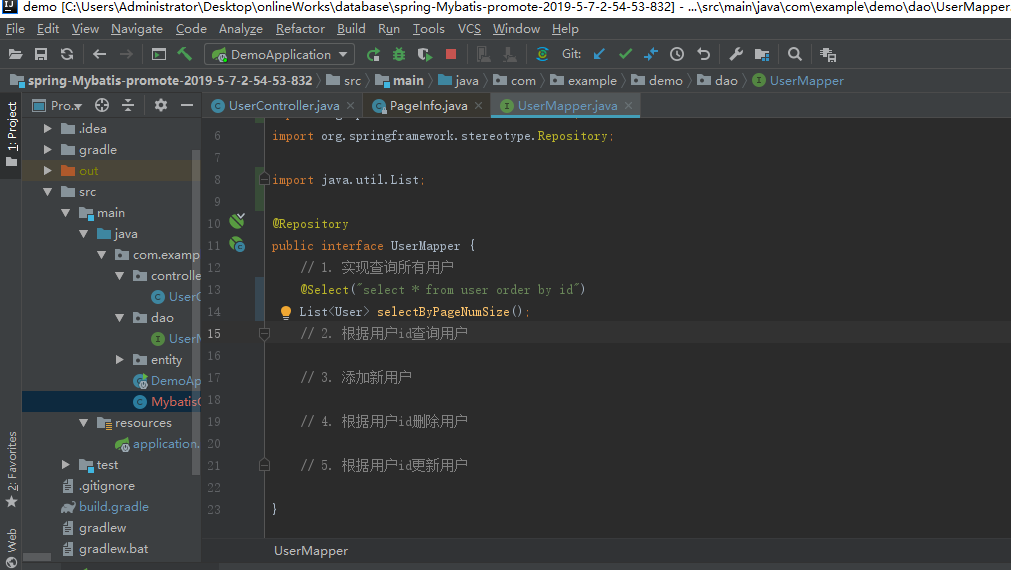 demo [C:\Users\Administrator\Desktop\onlineWorks\database\spring-Mybatis-promote-2019-5-7-2-54-53-832] - ...\src\main\java\com\example\demo\dao\UserMapper
File Edit View Navigate Code Analyze Refactor Build Run Tools VCS Window Help
DemoApplication Git:
spring-Mybatis-promote-2019-5-7-2-54-53-832 src main java com example demo dao UserMapper
1: Project
Pro...
UserController.java PageInfo.java UserMapper.java
.idea
gradle
out
src
main
java
com.examp
controlle
UserC
dao
UserM
entity
DemoAp
MybatisC
resources
application.
test
.gitignore
build.gradle
gradlew
gradlew.bat
2: Favorites
Web
6 import org.springframework.stereotype.Repository;
7
8 import java.util.List;
9
10 @Repository
11 public interface UserMapper {
12 // 1. 实现查询所有用户
13 @Select("select * from user order by id")
14 List<User> selectByPageNumSize();
15 // 2. 根据用户id查询用户
16
17 // 3. 添加新用户
18
19 // 4. 根据用户id删除用户
20
21 // 5. 根据用户id更新用户
22
23 }
UserMapper